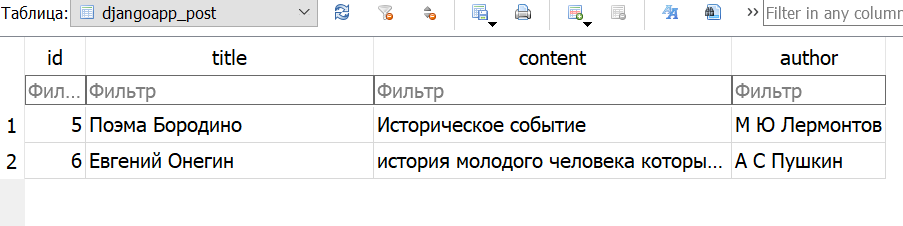 Таблица: djangoapp_post Filter in any column
id title content author
Фил... Фильтр Фильтр Фильтр
1 5 Поэма Бородино Историческое событие М Ю Лермонтов
2 6 Евгений Онегин история молодого человека которы... А С Пушкин